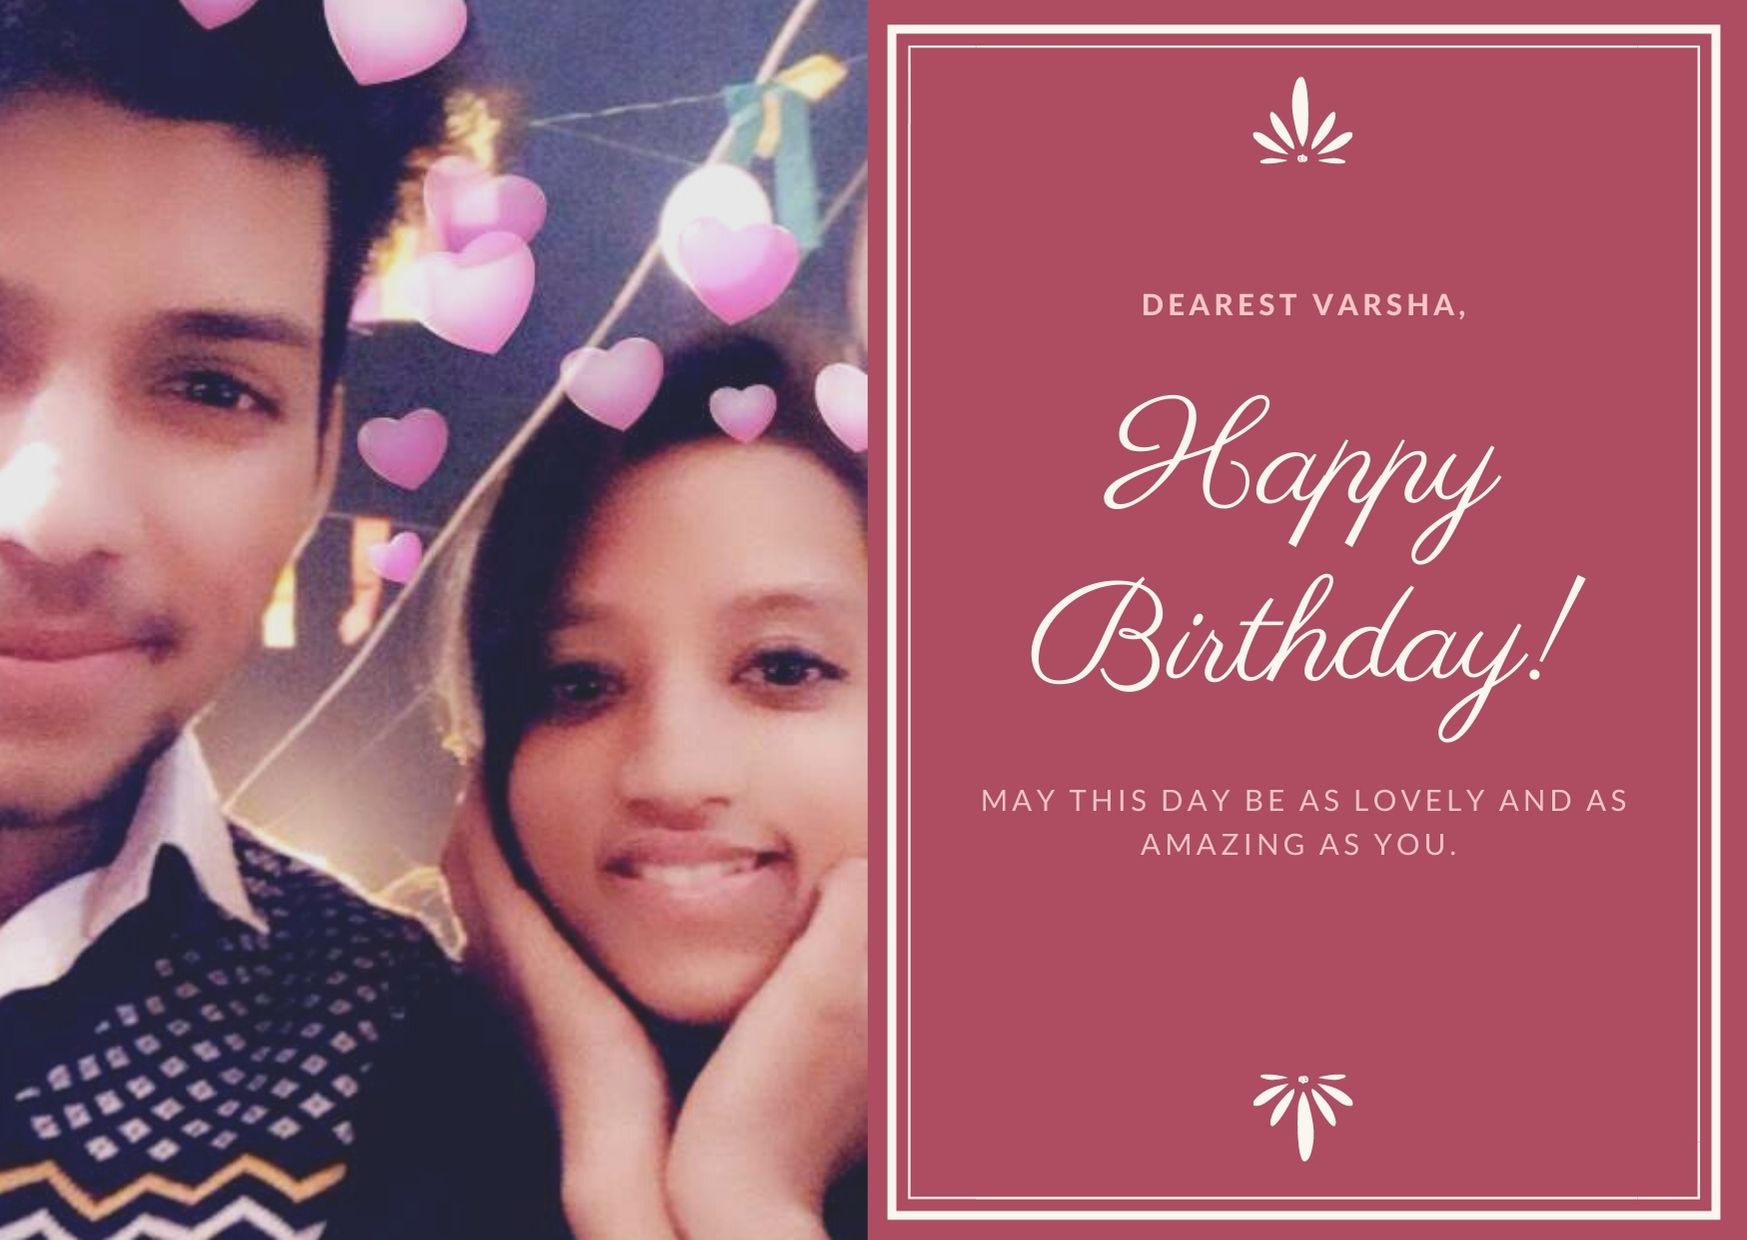 DEAREST VARSHA,
Happy
Birthday!
MAY THIS DAY BE AS LOVELY AND AS
AMAZING AS YOU.